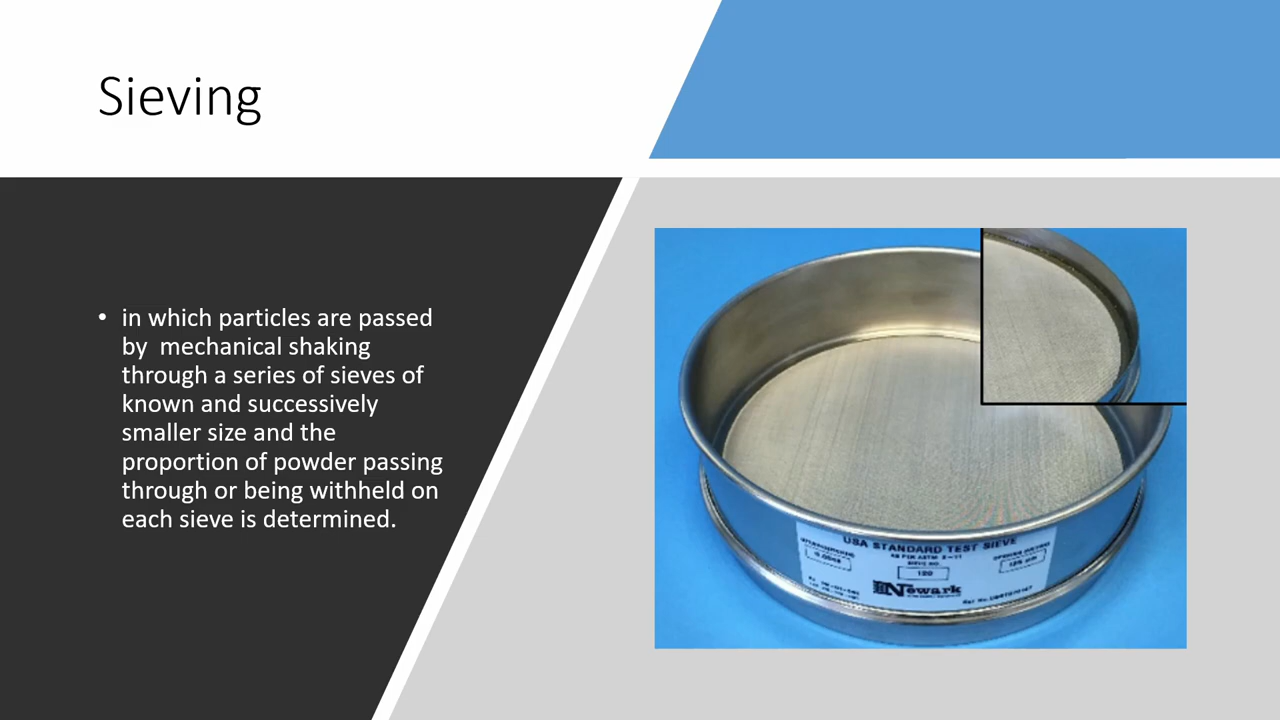 Sieving
• in which particles are passed
by  mechanical shaking
through a series of sieves of
known and successively
smaller size and the
proportion of powder passing
through or being withheld on
each sieve is determined.
USA STANDARD TEST SIEVE
SIEVE NO.
120
Newark